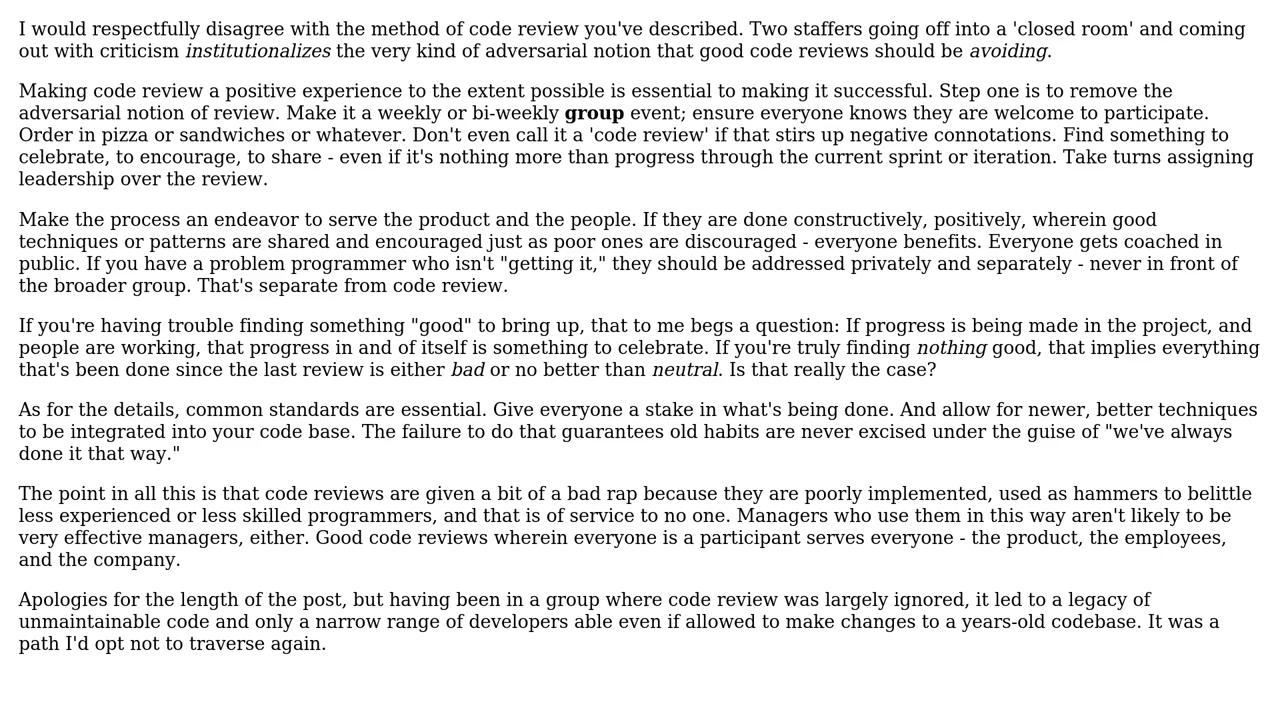 I would respectfully disagree with the method of code review you've described. Two staffers going off into a 'closed room' and coming
out with criticism institutionalizes the very kind of adversarial notion that good code reviews should be avoiding.
Making code review a positive experience to the extent possible is essential to making it successful. Step one is to remove the
adversarial notion of review. Make it a weekly or bi-weekly group event; ensure everyone knows they are welcome to participate.
Order in pizza or sandwiches or whatever. Don't even call it a 'code review' if that stirs up negative connotations. Find something to
celebrate, to encourage, to share - even if it's nothing more than progress through the current sprint or iteration. Take turns assigning
leadership over the review.
Make the process an endeavor to serve the product and the people. If they are done constructively, positively, wherein good
techniques or patterns are shared and encouraged just as poor ones are discouraged - everyone benefits. Everyone gets coached in
public. If you have a problem programmer who isn't "getting it," they should be addressed privately and separately - never in front of
the broader group. That's separate from code review.
If you're having trouble finding something "good" to bring up, that to me begs a question: If progress is being made in the project, and
people are working, that progress in and of itself is something to celebrate. If you're truly finding nothing good, that implies everything
that's been done since the last review is either bad or no better than neutral. Is that really the case?
As for the details, common standards are essential. Give everyone a stake in what's being done. And allow for newer, better techniques
to be integrated into your code base. The failure to do that guarantees old habits are never excised under the guise of "we've always
done it that way."
The point in all this is that code reviews are given a bit of a bad rap because they are poorly implemented, used as hammers to belittle
less experienced or less skilled programmers, and that is of service to no one. Managers who use them in this way aren't likely to be
very effective managers, either. Good code reviews wherein everyone is a participant serves everyone - the product, the employees,
and the company.
Apologies for the length of the post, but having been in a group where code review was largely ignored, it led to a legacy of
unmaintainable code and only a narrow range of developers able even if allowed to make changes to a years-old codebase. It was a
path I'd opt not to traverse again.